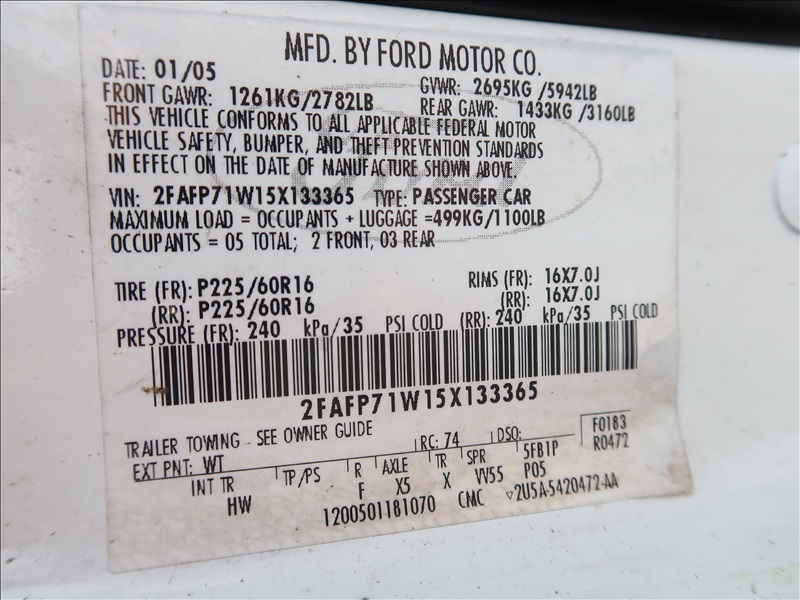 MFD. BY FORD MOTOR CO.
DATE: 01/05 GVWR: 2695KG /5942LB
FRONT GAWR: 1261KG/2782LB REAR GAWR: 1433KG /3160LB
THIS VEHICLE CONFORMS TO ALL APPLICABLE FEDERAL MOTOR
VEHICLE SAFETY, BUMPER, AND THEFT PREVENTION STANDARDS
IN EFFECT ON THE DATE OF MANUFACTURE SHOWN ABOVE.
VIN: 2FAFP71W15X133365 TYPE: PASSENGER CAR
MAXIMUM LOAD = OCCUPANTS + LUGGAGE =499KG/1100LB
OCCUPANTS = 05 TOTAL; 2 FRONT, 03 REAR
TIRE (FR): P225/60R16 RIMS (FR): 16X7.0J
(RR): P225/60R16 (RR): 16X7.0J
PRESSURE (FR): 240 kPa/35 PSI COLD (RR): 240 kPa/35 PSI COLD
2FAFP71W15X133365
TRAILER TOWING - SEE OWNER GUIDE RC: 74 DSO: F0183
EXT PNT: WT 5FB1P R0472
INT TR TP/PS R AXLE TR SPR P05
HW F X5 X VV55
1200501181070 CMC ▽2U5A-5420472-AA